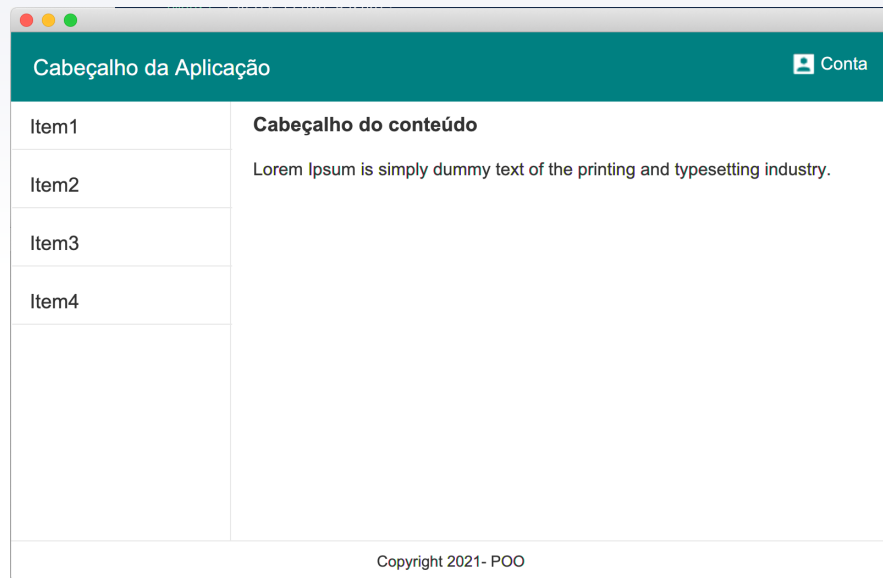 Cabeçalho da Aplicação
Conta
Item1
Cabeçalho do conteúdo
Lorem Ipsum is simply dummy text of the printing and typesetting industry.
Item2
Item3
Item4
Copyright 2021- POO